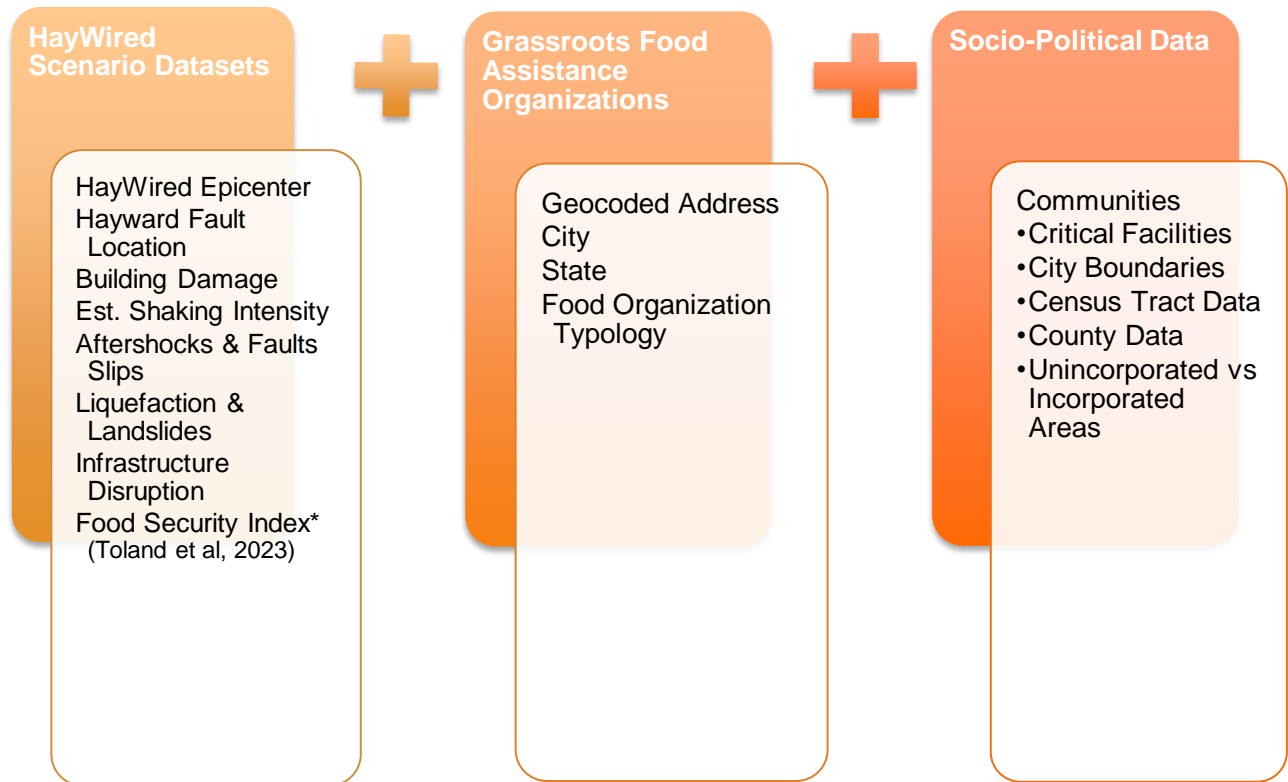 HayWired
Scenario Datasets
HayWired Epicenter
Hayward Fault
Location
Building Damage
Est. Shaking Intensity
Aftershocks & Faults
Slips
Liquefaction &
Landslides
Infrastructure
Disruption
Food Security Index*
(Toland et al, 2023)
Grassroots Food
Assistance
Organizations
Geocoded Address
City
State
Food Organization
Typology
Socio-Political Data
Communities
•Critical Facilities
•City Boundaries
•Census Tract Data
•County Data
•Unincorporated vs
Incorporated
Areas